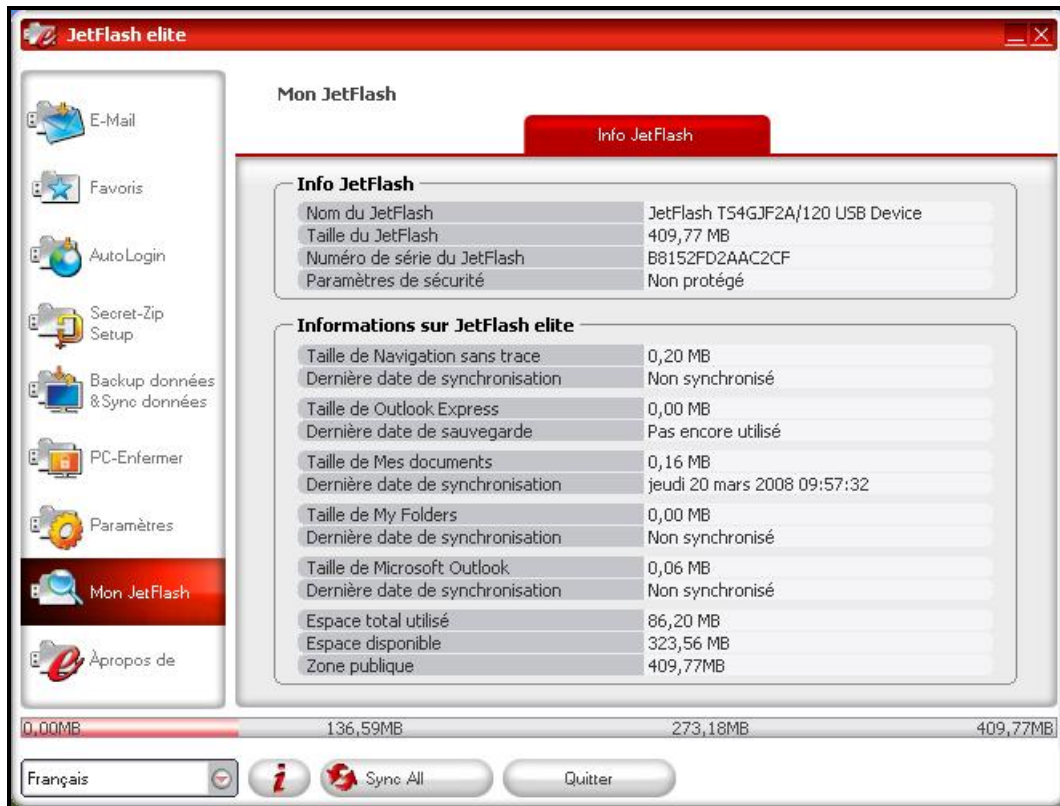 JetFlash elite
E-Mail
Favoris
AutoLogin
Secret-Zip
Setup
Backup données
&Sync données
PC-Enfermer
Paramètres
Mon JetFlash
Àpropos de
Mon JetFlash
Info JetFlash
Info JetFlash
Nom du JetFlash JetFlash TS4GJF2A/120 USB Device
Taille du JetFlash 409,77 MB
Numéro de série du JetFlash B8152FD2AAC2CF
Paramètres de sécurité Non protégé
Informations sur JetFlash elite
Taille de Navigation sans trace 0,20 MB
Dernière date de synchronisation Non synchronisé
Taille de Outlook Express 0,00 MB
Dernière date de sauvegarde Pas encore utilisé
Taille de Mes documents 0,16 MB
Dernière date de synchronisation jeudi 20 mars 2008 09:57:32
Taille de My Folders 0,00 MB
Dernière date de synchronisation Non synchronisé
Taille de Microsoft Outlook 0,06 MB
Dernière date de synchronisation Non synchronisé
Espace total utilisé 86,20 MB
Espace disponible 323,56 MB
Zone publique 409,77MB
0,00MB 136,59MB 273,18MB 409,77MB
Français i Sync All Quitter